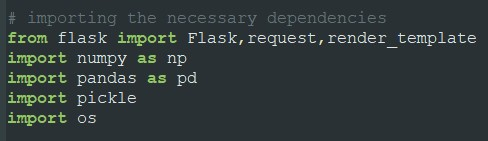 # importing the necessary dependencies
from flask import Flask,request,render_template
import numpy as np
import pandas as pd
import pickle
import os